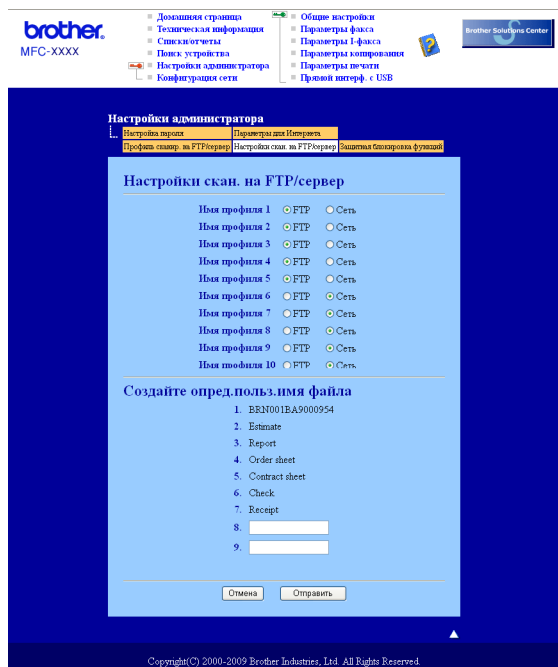 brother.
MFC-XXXX
Домашняя страница
Техническая информация
Списки/отчеты
Поиск устройства
Настройки администратора
Конфигурация сети
Общие настройки
Параметры факса
Параметры I-факса
Параметры копирования
Параметры печати
Прямой интерф. с USB
Brother Solutions Center
Настройки администратора
Настройка пароля
Параметры для Интернета
Профиль сканир. на FTP/сервер
Настройки скан. на FTP/сервер
Защитная блокировка функций
Настройки скан. на FTP/сервер
Имя профиля 1 FTP Сеть
Имя профиля 2 FTP Сеть
Имя профиля 3 FTP Сеть
Имя профиля 4 FTP Сеть
Имя профиля 5 FTP Сеть
Имя профиля 6 FTP Сеть
Имя профиля 7 FTP Сеть
Имя профиля 8 FTP Сеть
Имя профиля 9 FTP Сеть
Имя профиля 10 FTP Сеть
Создайте опред.польз.имя файла
1. BRN001BA9000954
2. Estimate
3. Report
4. Order sheet
5. Contract sheet
6. Check
7. Receipt
8.
9.
Отмена Отправить
Copyright(C) 2000-2009 Brother Industries, Ltd. All Rights Reserved.